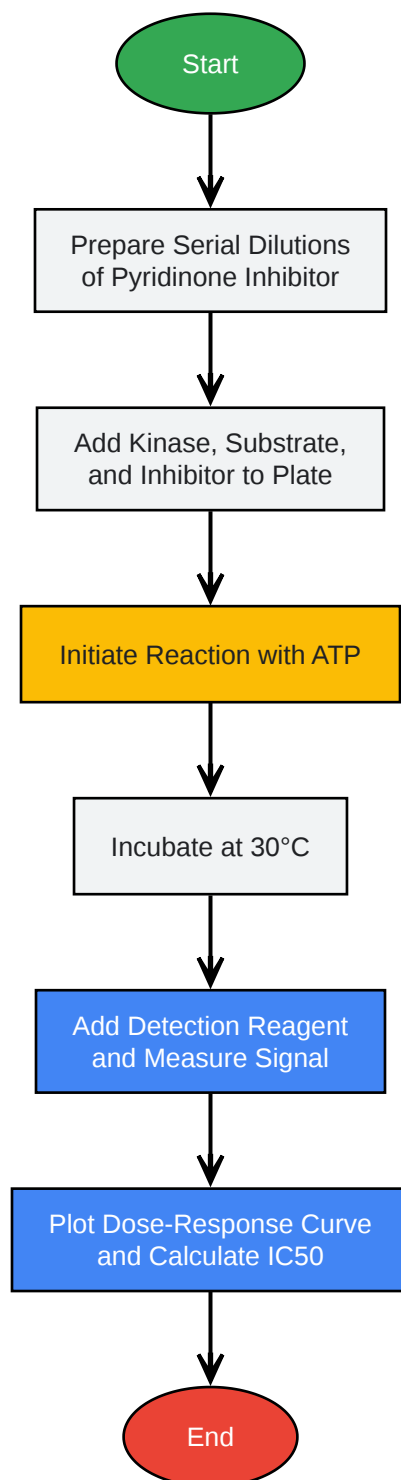 Start
Prepare Serial Dilutions
of Pyridinone Inhibitor
Add Kinase, Substrate,
and Inhibitor to Plate
Initiate Reaction with ATP
Incubate at 30°C
Add Detection Reagent
and Measure Signal
Plot Dose-Response Curve
and Calculate IC50
End